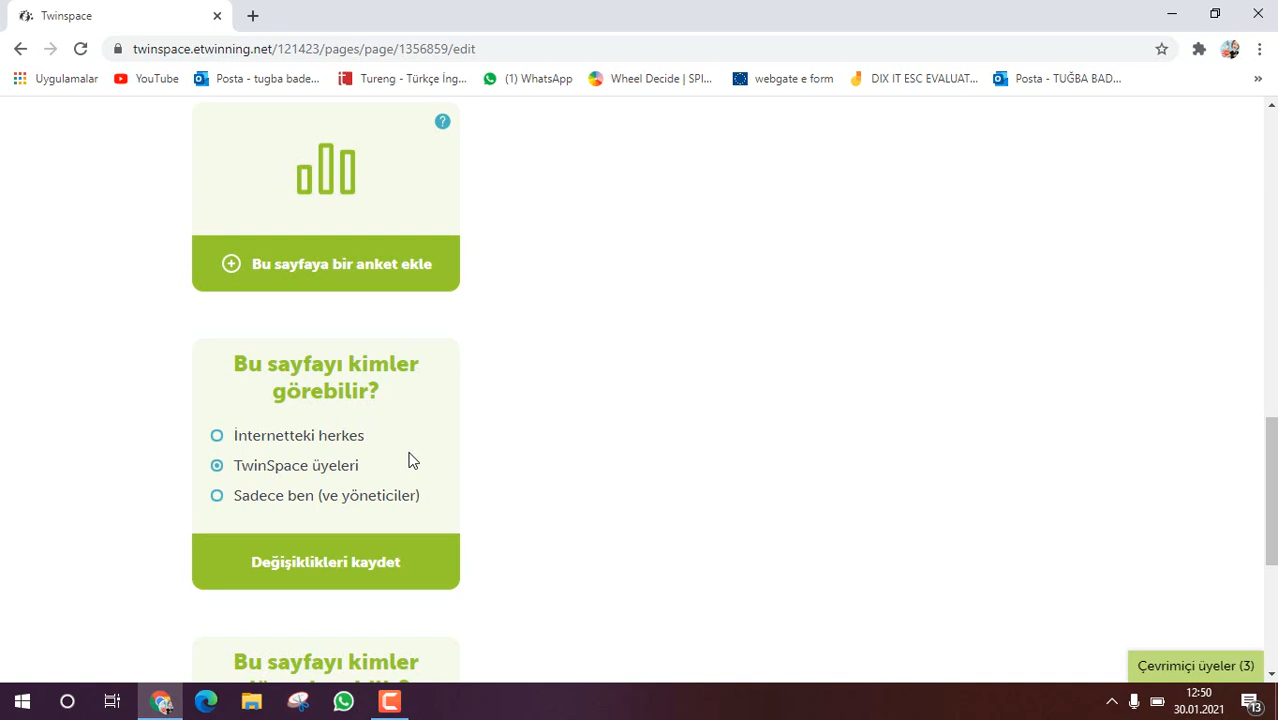 Twinspace
twinspace.etwinning.net/121423/pages/page/1356859/edit
Uygulamalar
YouTube
Posta - tugba bade...
Tureng - Türkçe İng...
(1) WhatsApp
Wheel Decide | SPI...
webgate e form
DIX IT ESC EVALUAT...
Posta - TUĞBA BAD...
»
?
Bu sayfaya bir anket ekle
Bu sayfayı kimler
görebilir?
İnternetteki herkes
TwinSpace üyeleri
Sadece ben (ve yöneticiler)
Değişiklikleri kaydet
Bu sayfayı kimler
Çevrimiçi üyeler (3)
12:50
30.01.2021
13